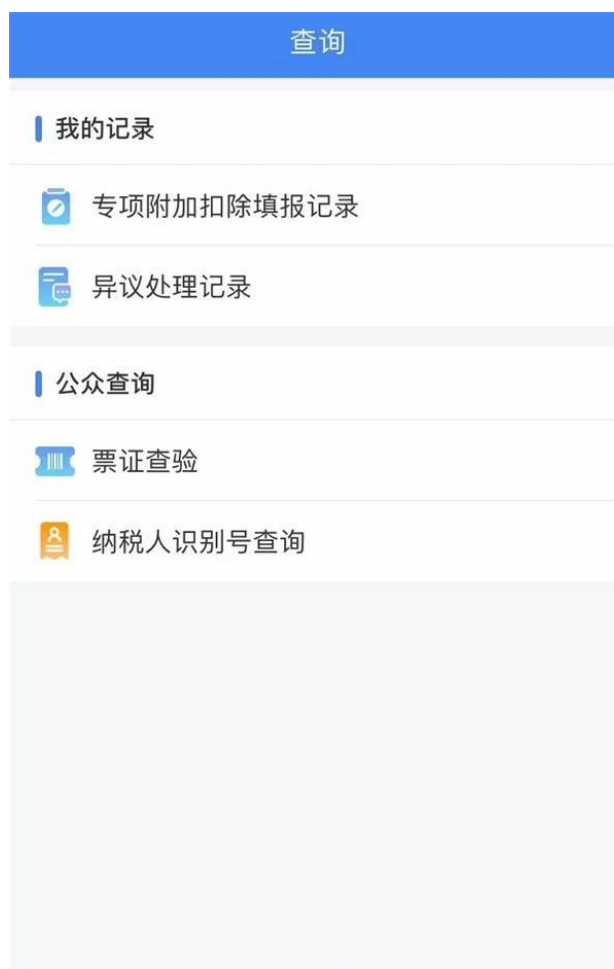 查询
我的记录
专项附加扣除填报记录
异议处理记录
公众查询
票证查验
纳税人识别号查询